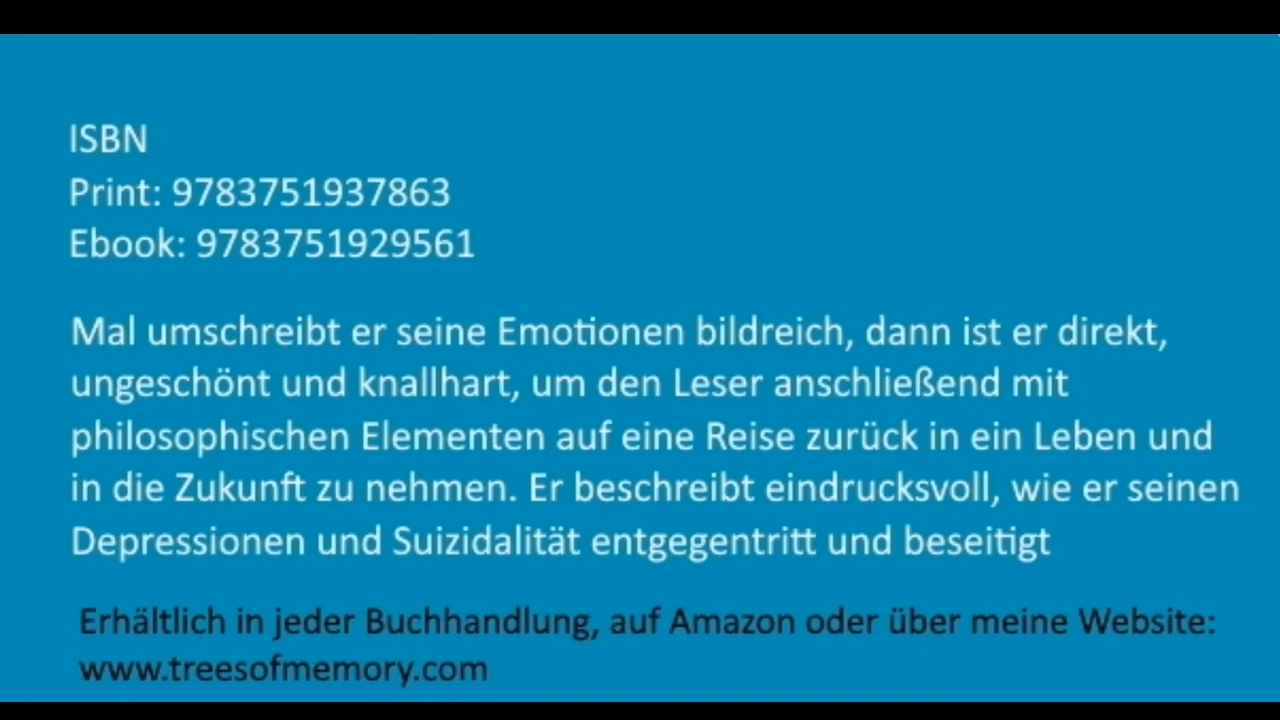 ISBN
Print: 9783751937863
Ebook: 9783751929561
Mal umschreibt er seine Emotionen bildreich, dann ist er direkt,
ungeschönt und knallhart, um den Leser anschließend mit
philosophischen Elementen auf eine Reise zurück in ein Leben und
in die Zukunft zu nehmen. Er beschreibt eindrucksvoll, wie er seinen
Depressionen und Suizidalität entgegentritt und beseitigt
Erhältlich in jeder Buchhandlung, auf Amazon oder über meine Website:
www.treesofmemory.com